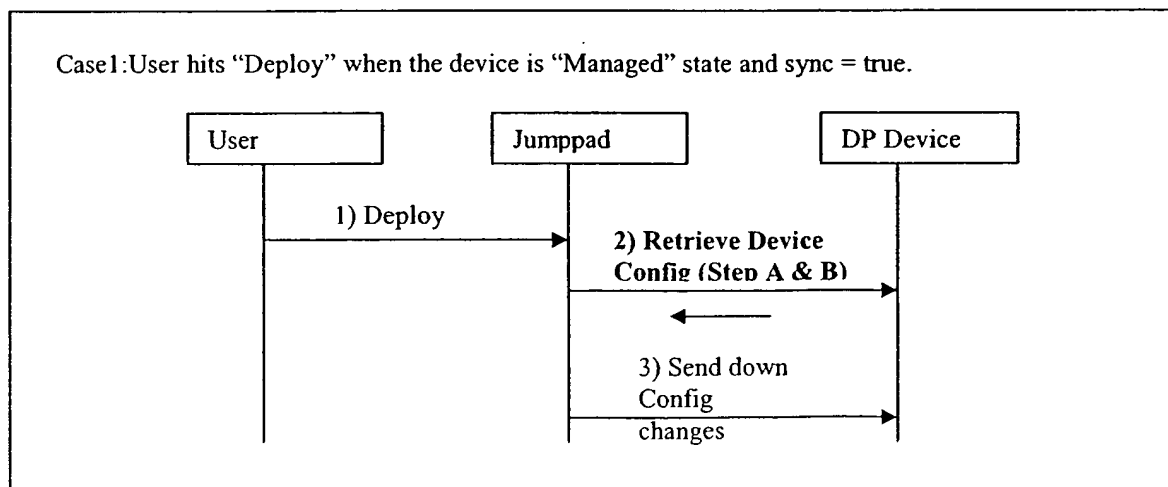 Case1:User hits “Deploy” when the device is “Managed” state and sync = true.
User
Jumppad
DP Device
1) Deploy
2) Retrieve Device
Config (Step A & B)
3) Send down
Config
changes